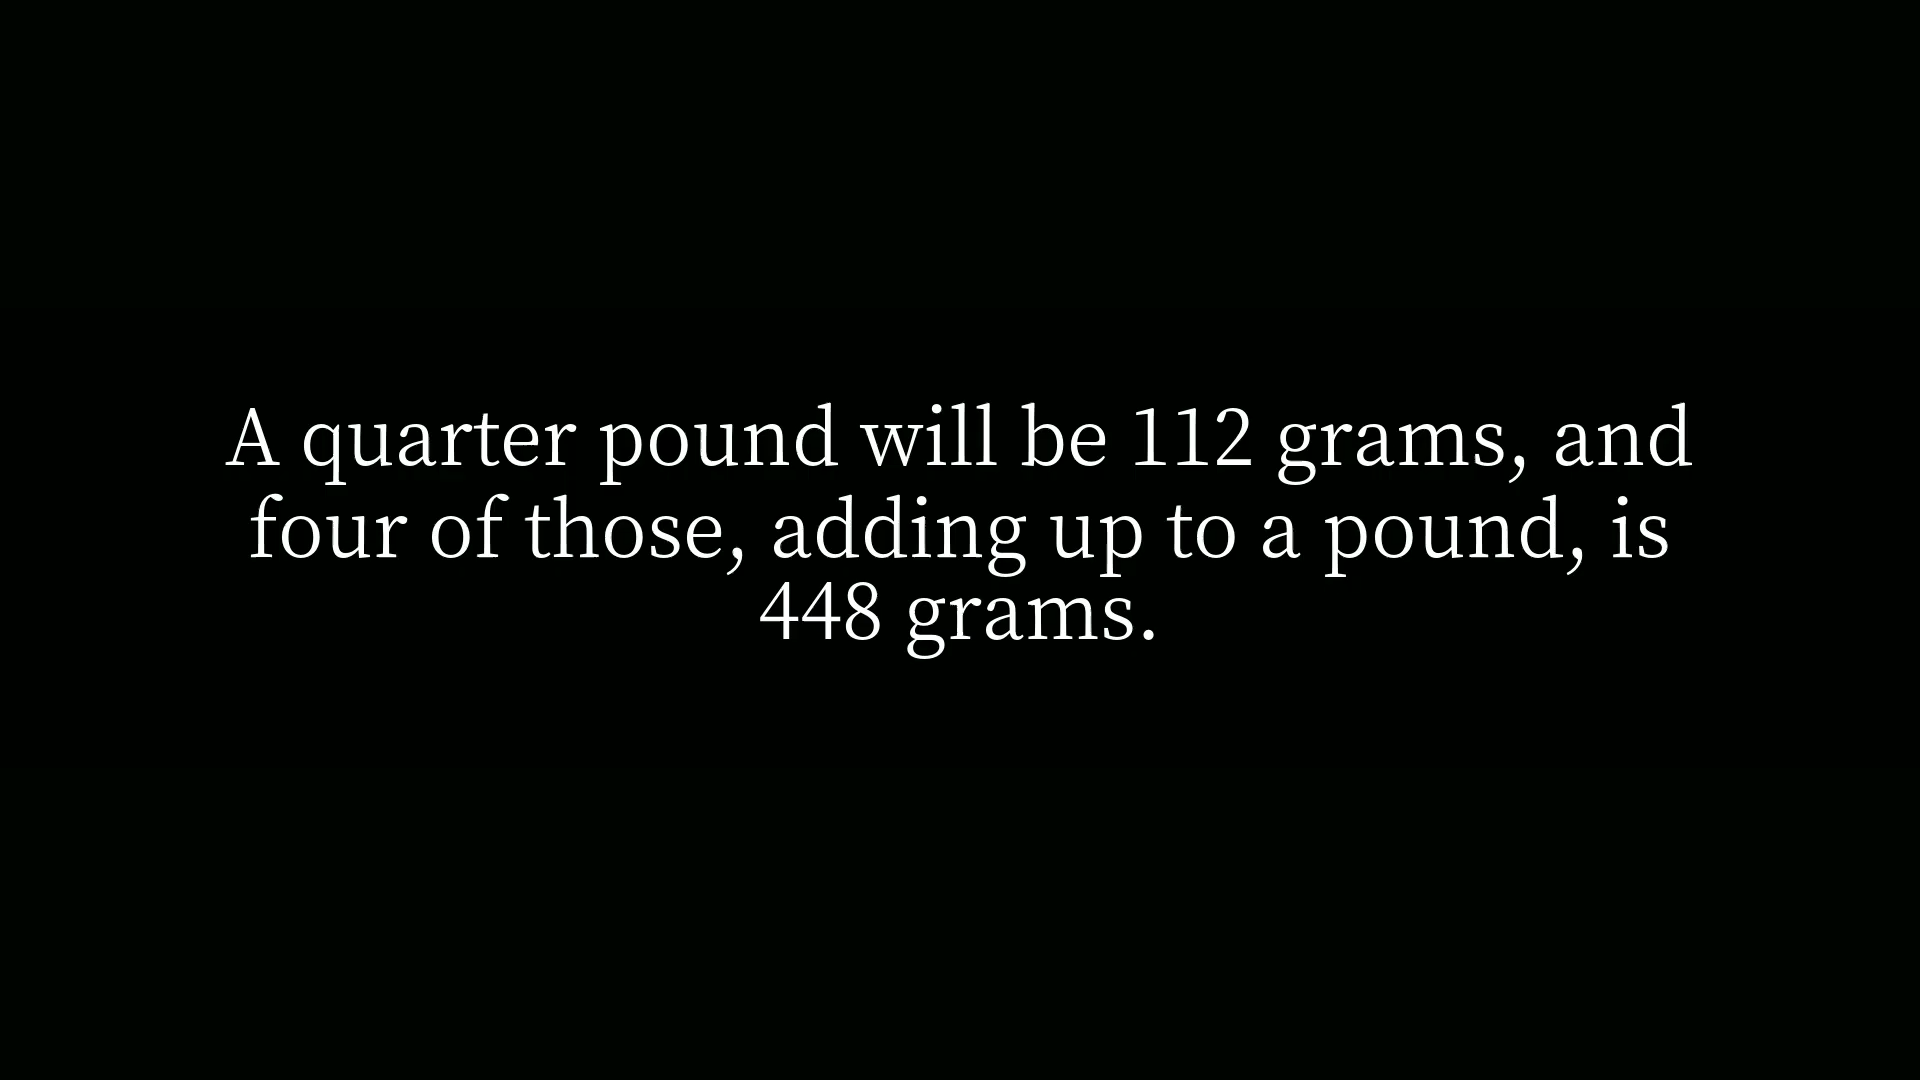 A quarter pound will be 112 grams, and
four of those, adding up to a pound, is
448 grams.